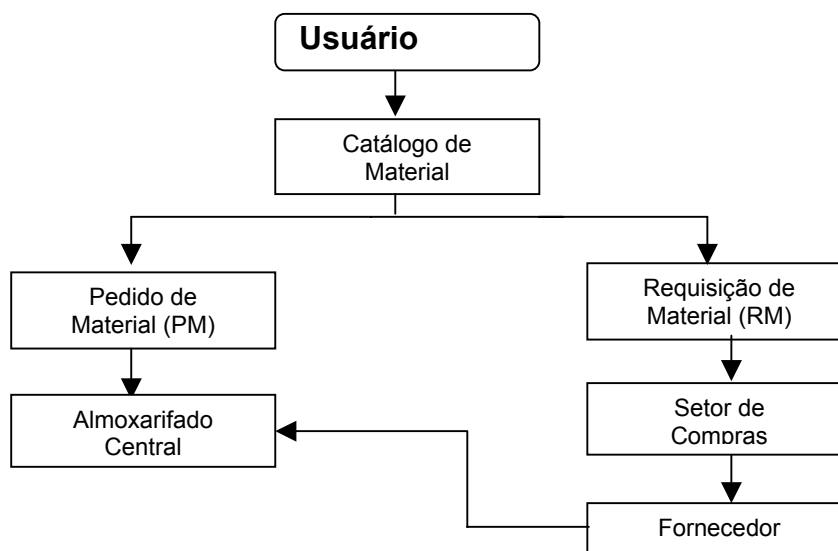 Usuário
Catálogo de
Material
Pedido de
Material (PM)
Requisição de
Material (RM)
Almoxarifado
Central
Setor de
Compras
Fornecedor